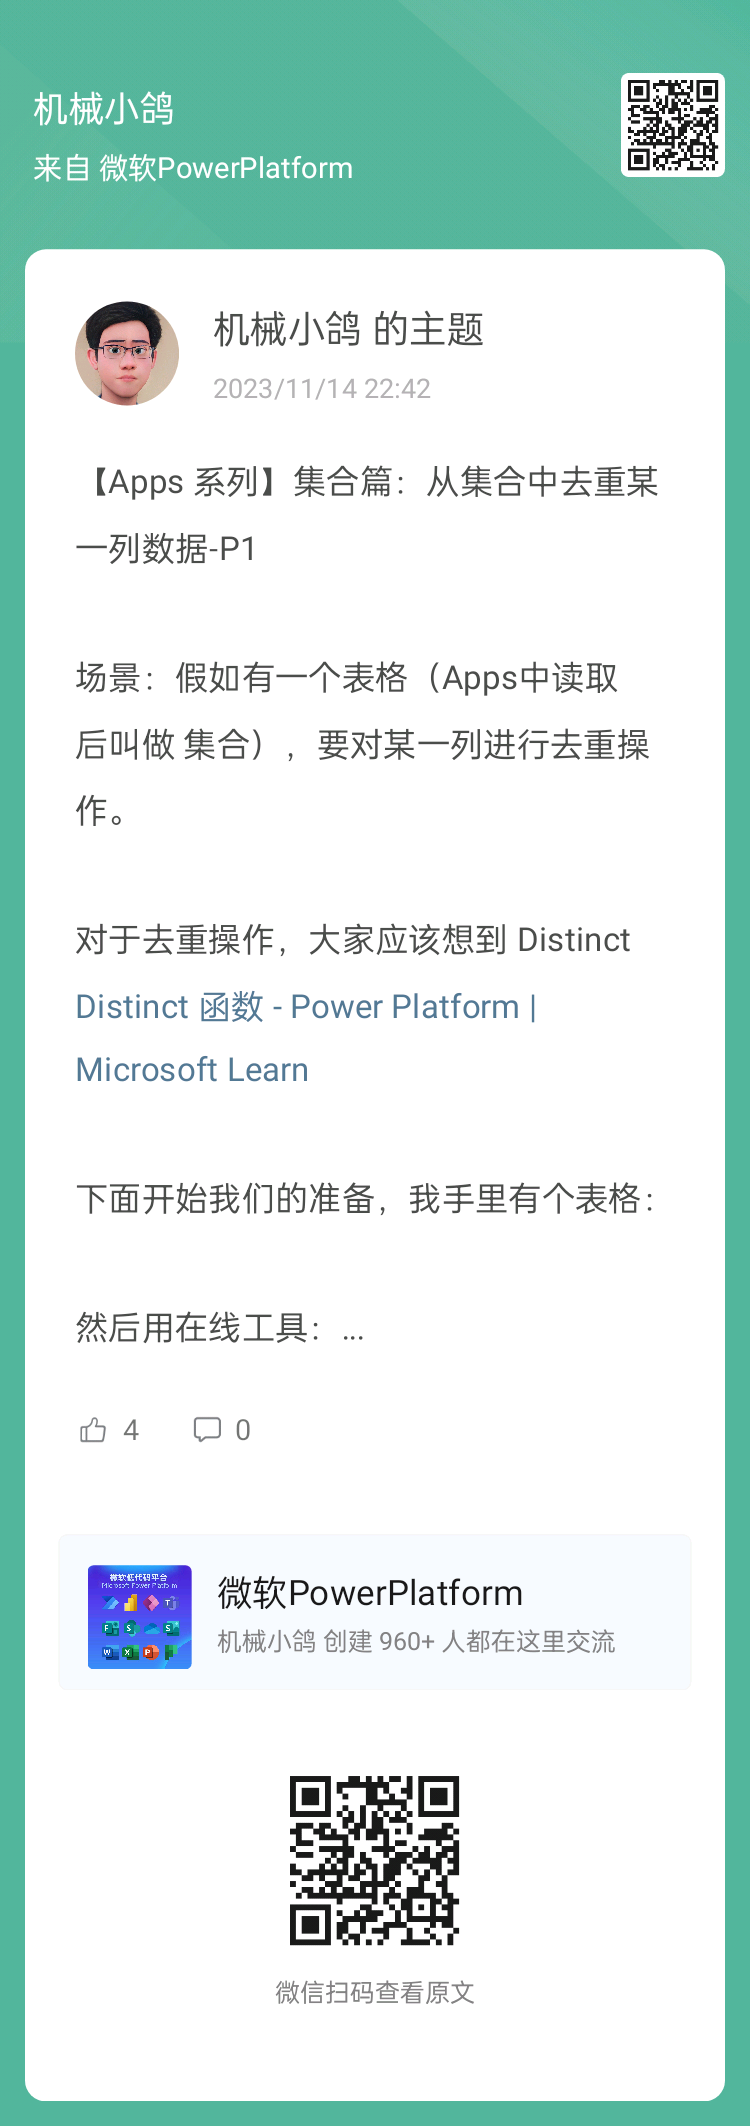 机械小鸽
来自 微软PowerPlatform
机械小鸽 的主题
2023/11/14 22:42
【Apps 系列】集合篇：从集合中去重某
一列数据-P1
场景：假如有一个表格（Apps中读取
后叫做 集合），要对某一列进行去重操
作。
对于去重操作，大家应该想到 Distinct
Distinct 函数 - Power Platform |
Microsoft Learn
下面开始我们的准备，我手里有个表格：
然后用在线工具：...
4
0
微软低代码平台
Microsoft Power Platform
微软PowerPlatform
机械小鸽 创建 960+ 人都在这里交流
微信扫码查看原文